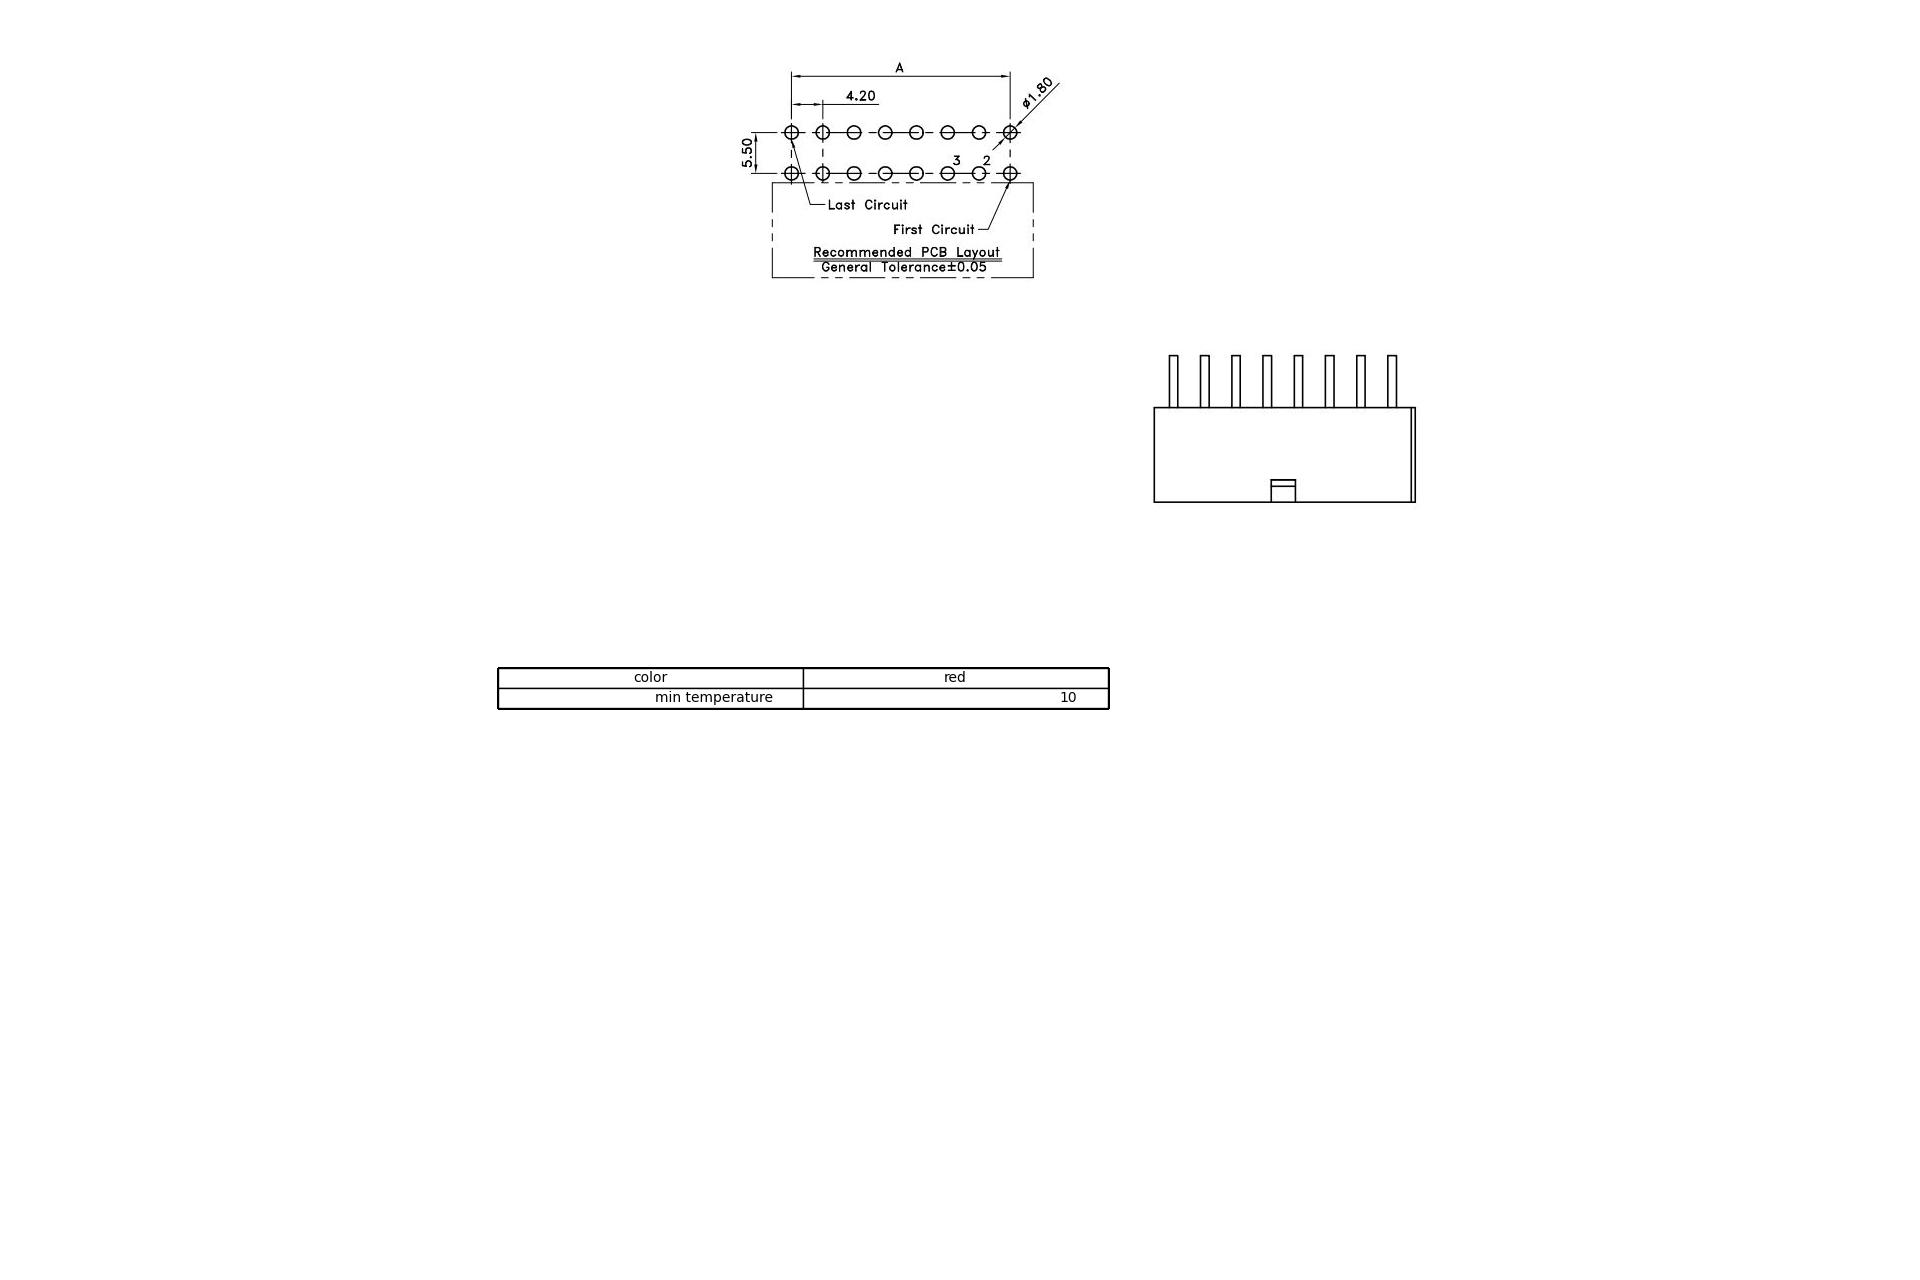 A
4.20
ø1.80
5.50
3 2
Last Circuit
First Circuit
Recommended PCB Layout
General Tolerance±0.05
color red
min temperature 10